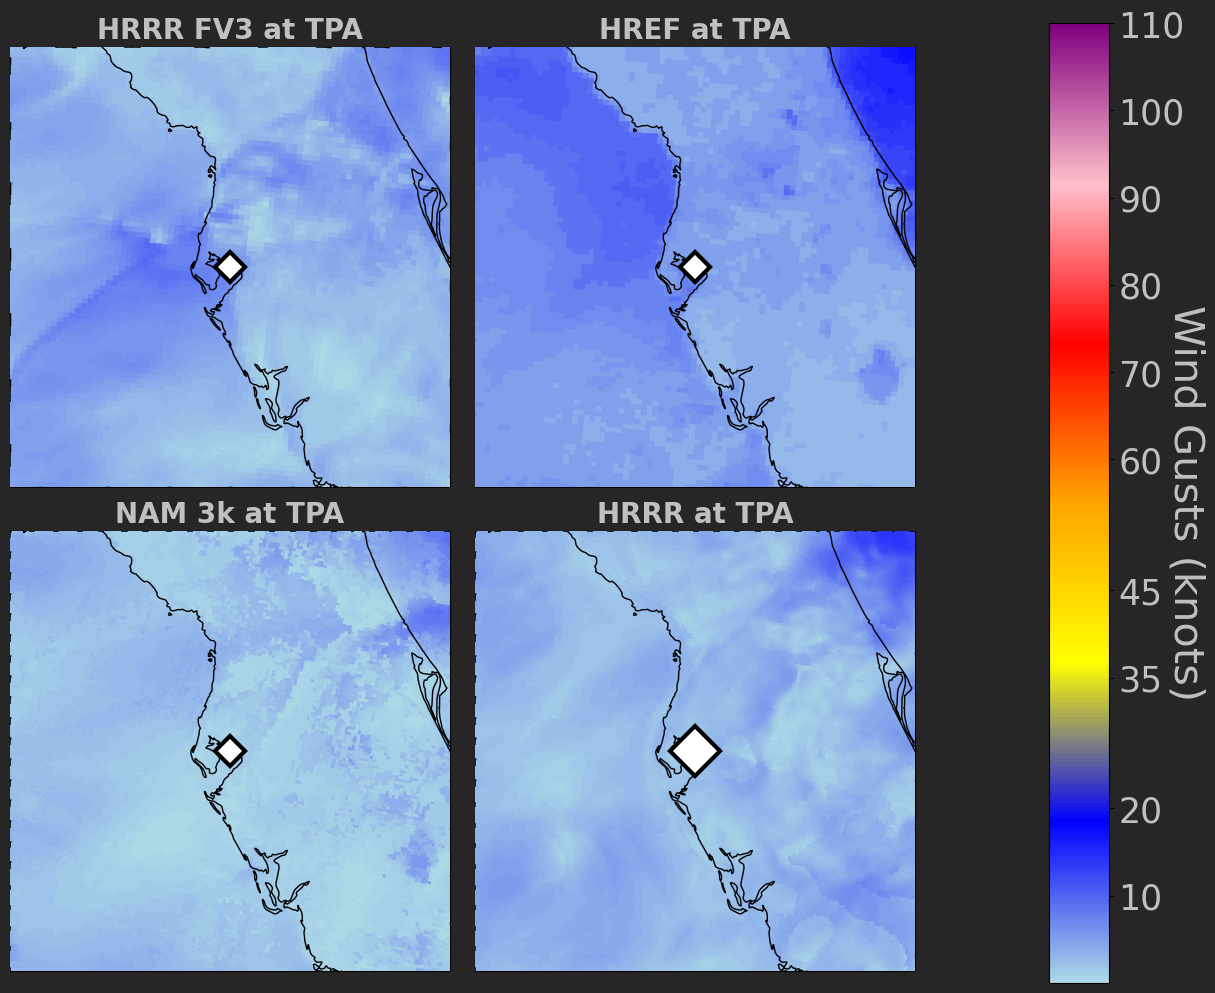 HRRR FV3 at TPA
HREF at TPA
NAM 3k at TPA
HRRR at TPA
110
100
90
80
70
60
45
35
20
10
Wind Gusts (knots)